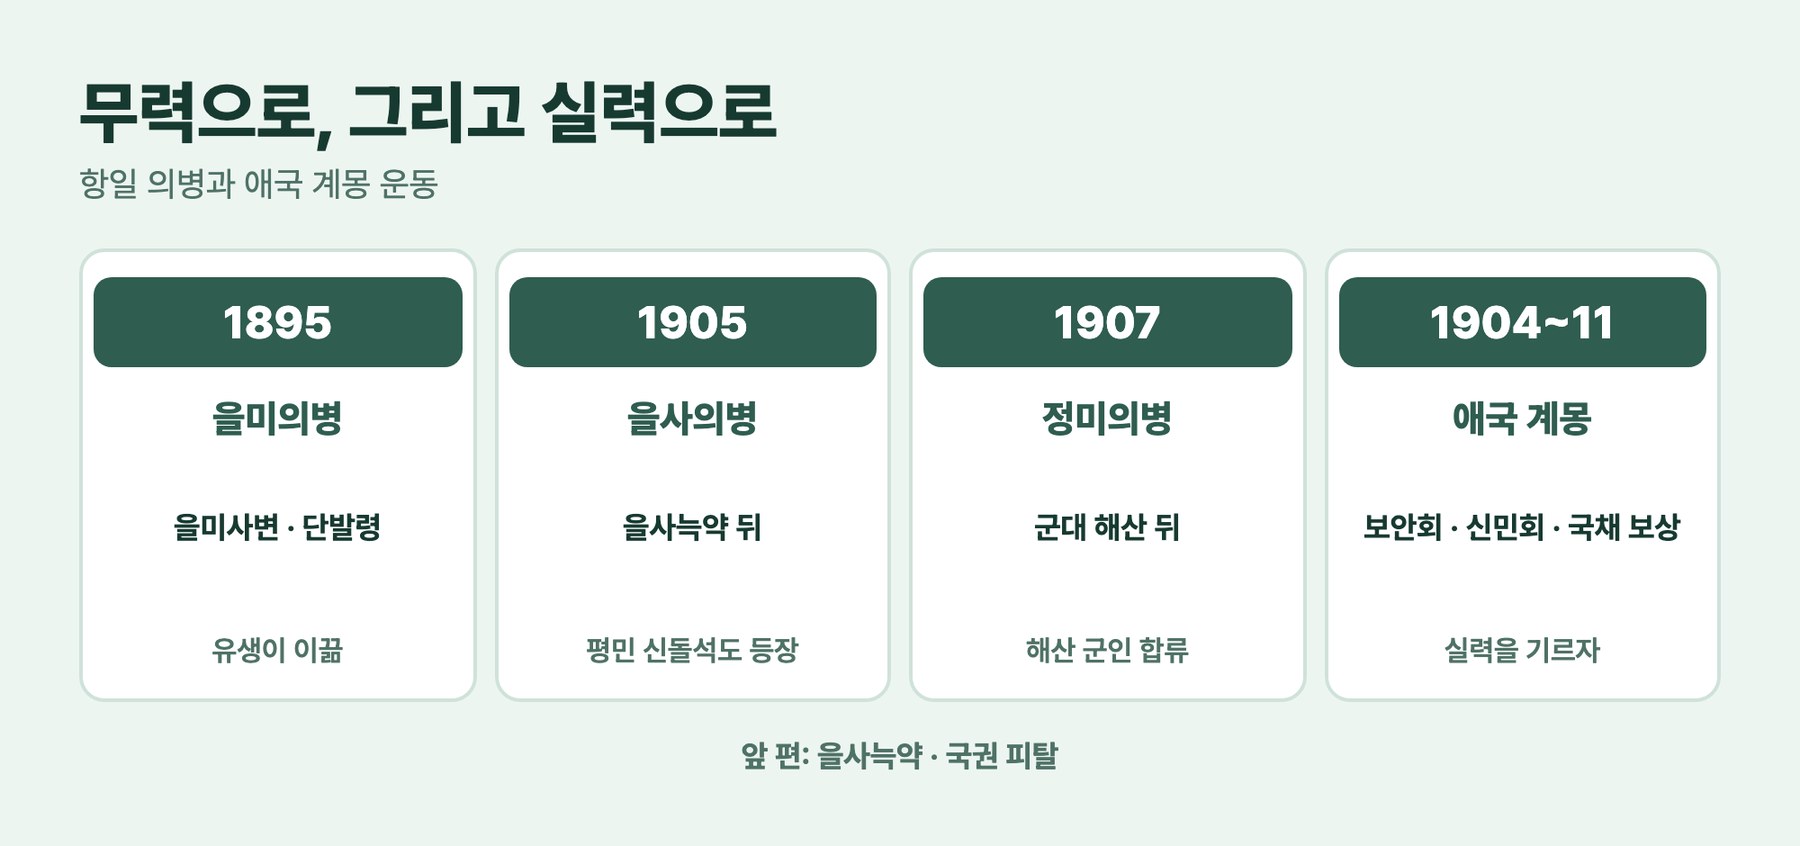 무력으로, 그리고 실력으로
항일 의병과 애국 계몽 운동
1895
을미의병
을미사변 · 단발령
유생이 이끎
1905
을사의병
을사늑약 뒤
평민 신돌석도 등장
1907
정미의병
군대 해산 뒤
해산 군인 합류
1904~11
애국 계몽
보안회 · 신민회 · 국채 보상
실력을 기르자
앞 편: 을사늑약 · 국권 피탈